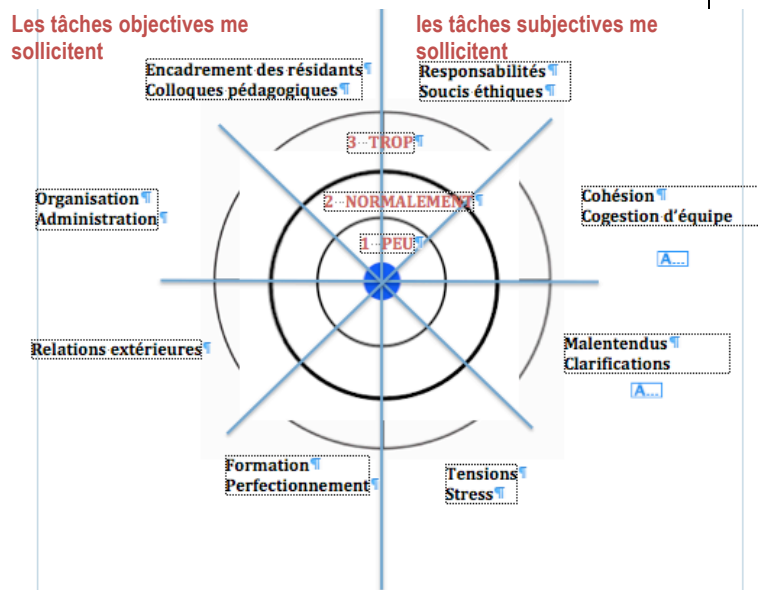 Les tâches objectives me
sollicitent
les tâches subjectives me
sollicitent
Encadrement des résidants¶
Colloques pédagogiques¶
Responsabilités¶
Soucis éthiques¶
3 TROP¶
Organisation¶
Administration¶
2 NORMALEMENT¶
Cohésion¶
Cogestion d'équipe
1 PEU¶
A...
Relations extérieures¶
Malentendus¶
Clarifications
A...
Formation¶
Perfectionnement¶
Tensions¶
Stress¶